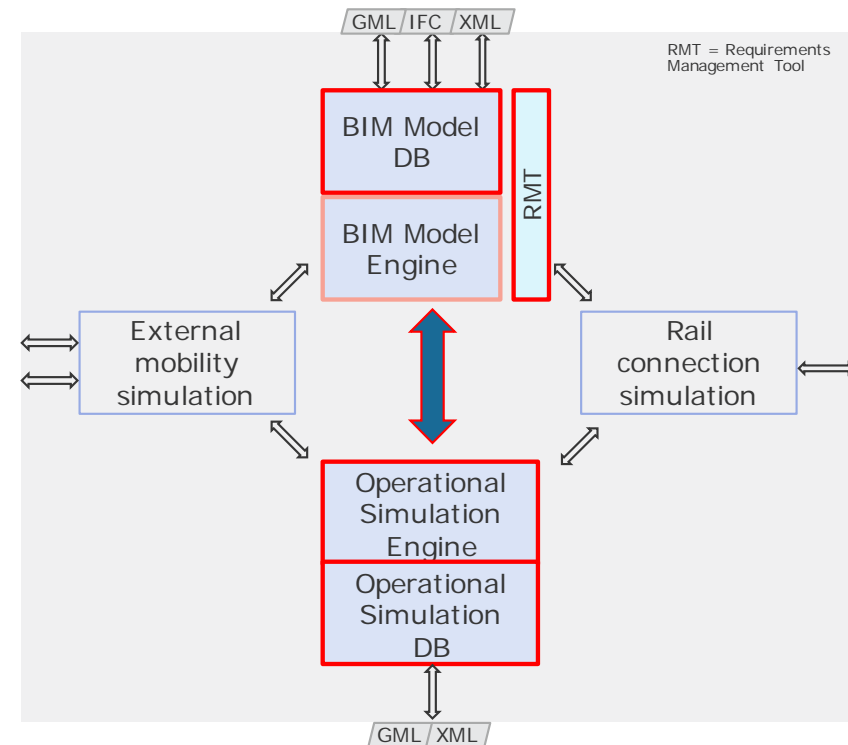 GML IFC XML
RMT = Requirements
Management Tool
BIM Model
DB
RMT
BIM Model
Engine
External
mobility
simulation
Rail
connection
simulation
Operational
Simulation
Engine
Operational
Simulation
DB
GML XML